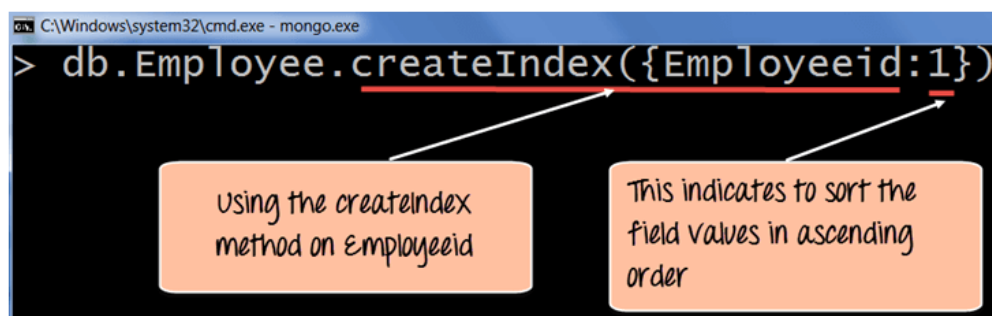 C:\Windows\system32\cmd.exe - mongo.exe
> db.Employee.createIndex({Employeeid:1})
Using the createIndex
method on Employeeid
This indicates to sort the
field values in ascending
order